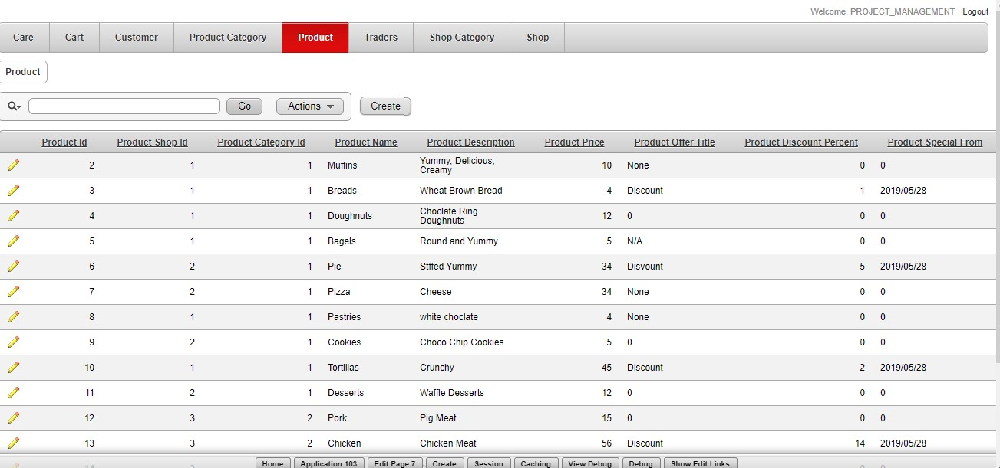 Welcome: PROJECT_MANAGEMENT Logout
Care Cart Customer Product Category Product Traders Shop Category Shop
Product
Go Actions Create
Product Id Product Shop Id Product Category Id Product Name Product Description Product Price Product Offer Title Product Discount Percent Product Special From
2 1 1 Muffins Yummy, Delicious, 10 None 0 0
Creamy
3 1 1 Breads Wheat Brown Bread 4 Discount 1 2019/05/28
4 1 1 Doughnuts Choclate Ring 12 0 0 0
Doughnuts
5 1 1 Bagels Round and Yummy 5 N/A 0 0
6 2 1 Pie Stffed Yummy 34 Disvount 5 2019/05/28
7 2 1 Pizza Cheese 34 None 0 0
8 1 1 Pastries white choclate 4 None 0 0
9 2 1 Cookies Choco Chip Cookies 5 0 0 0
10 1 1 Tortillas Crunchy 45 Discount 2 2019/05/28
11 2 1 Desserts Waffle Desserts 12 0 0 0
12 3 2 Pork Pig Meat 15 0 0 0
13 3 2 Chicken Chicken Meat 56 Discount 14 2019/05/28
Home Application 103 Edit Page 7 Create Session Caching View Debug Debug Show Edit Links